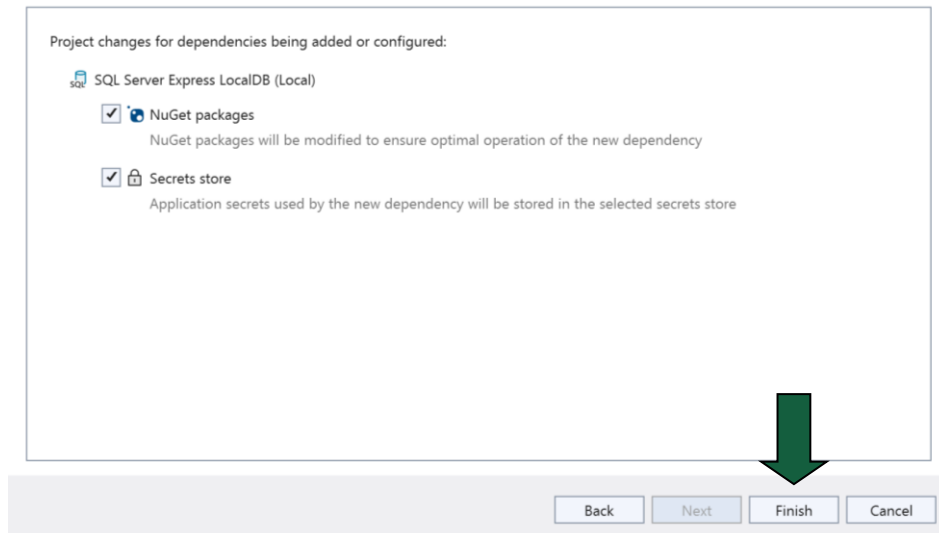 Project changes for dependencies being added or configured:
SQL SQL Server Express LocalDB (Local)
NuGet packages
NuGet packages will be modified to ensure optimal operation of the new dependency
Secrets store
Application secrets used by the new dependency will be stored in the selected secrets store
Back Next Finish Cancel